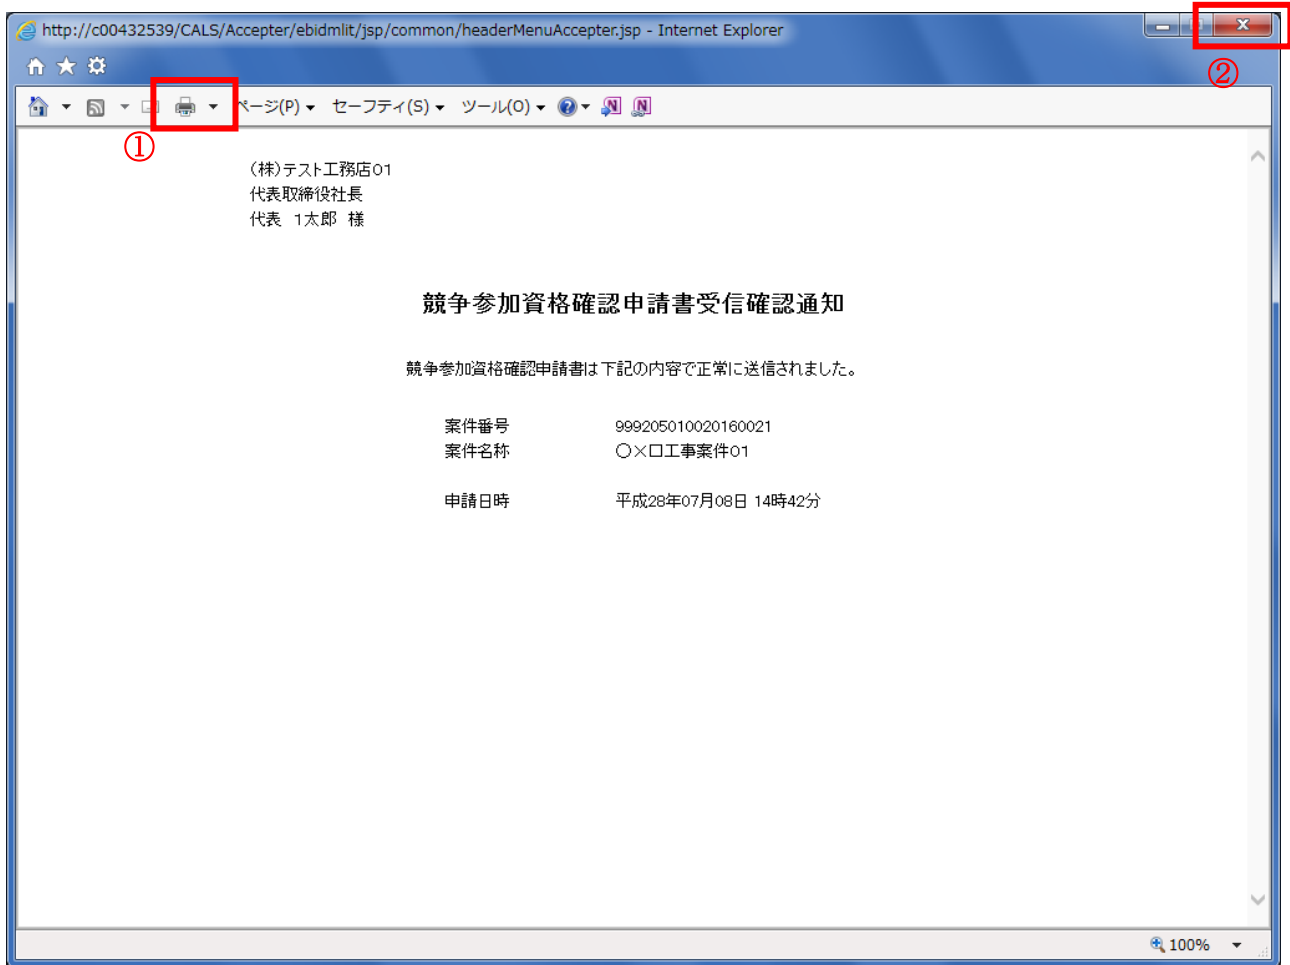 http://c00432539/CALS/Accepter/ebidmlit/jsp/common/headerMenuAccepter.jsp - Internet Explorer
②
ページ(P) セーフティ(S) ツール(O)
①
(株)テスト工務店01
代表取締役社長
代表 1太郎 様
競争参加資格確認申請書受信確認通知
競争参加資格確認申請書は下記の内容で正常に送信されました。
案件番号 999205010020160021
案件名称 〇×口工事案件01
申請日時 平成28年07月08日 14時42分
100%